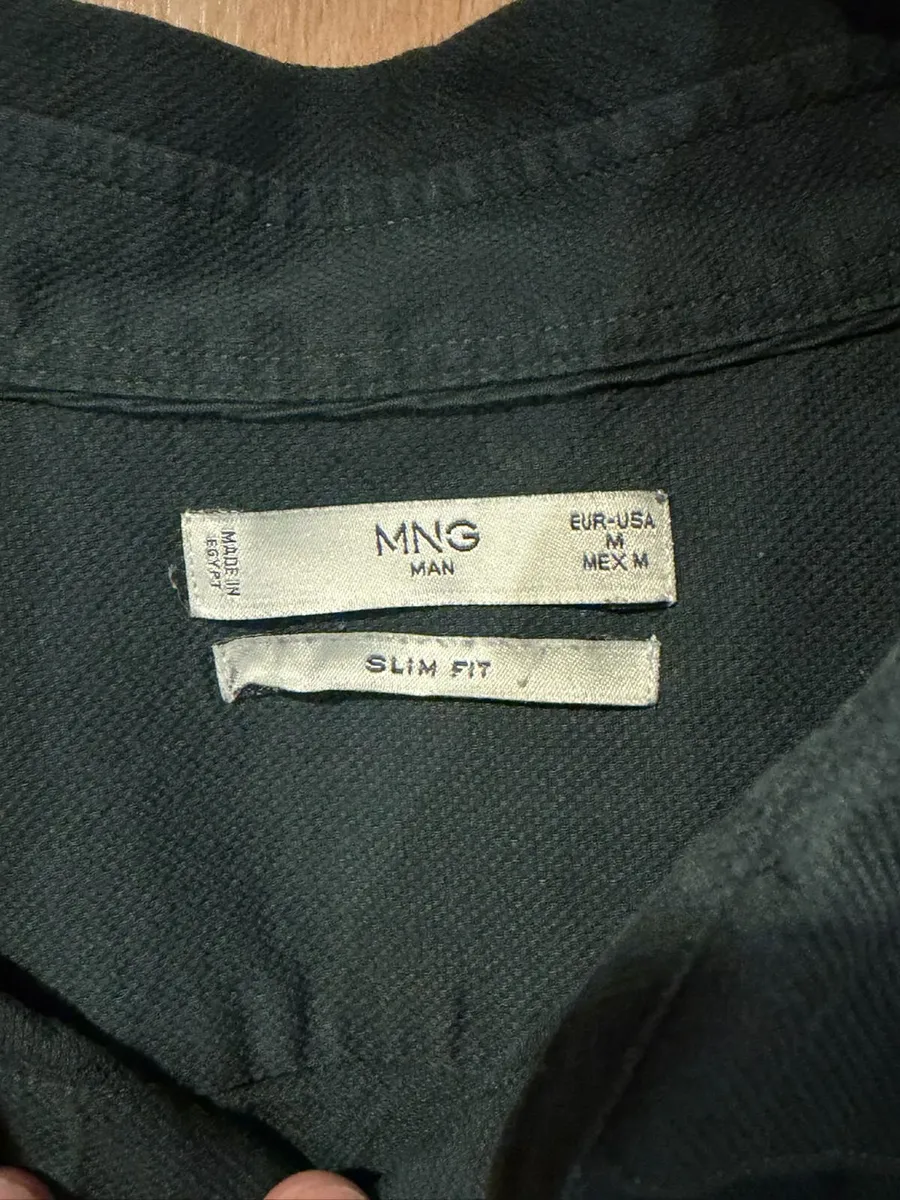 MADE IN
EGYPT
MNG
MAN
EUR-USA
M
MEX M
SLIM FIT